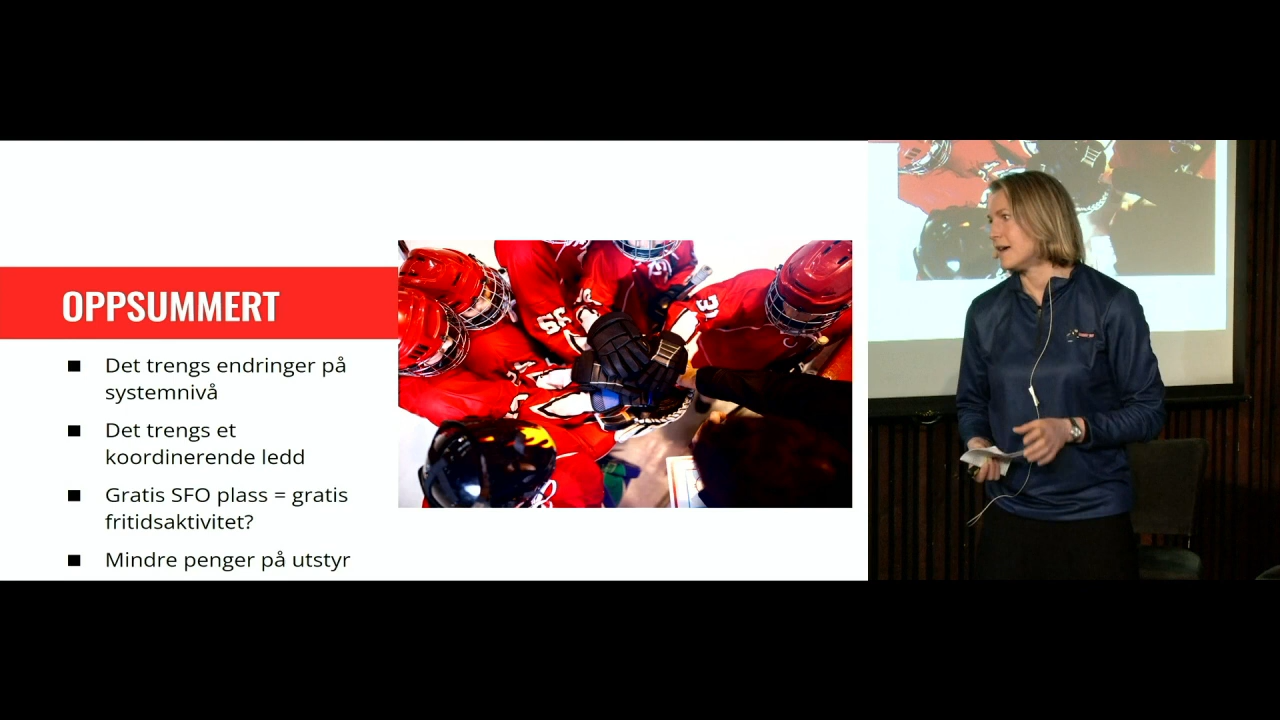 OPPSUMMERT
■ Det trengs endringer på
systemnivå
■ Det trengs et
koordinerende ledd
■ Gratis SFO plass = gratis
fritidsaktivitet?
■ Mindre penger på utstyr